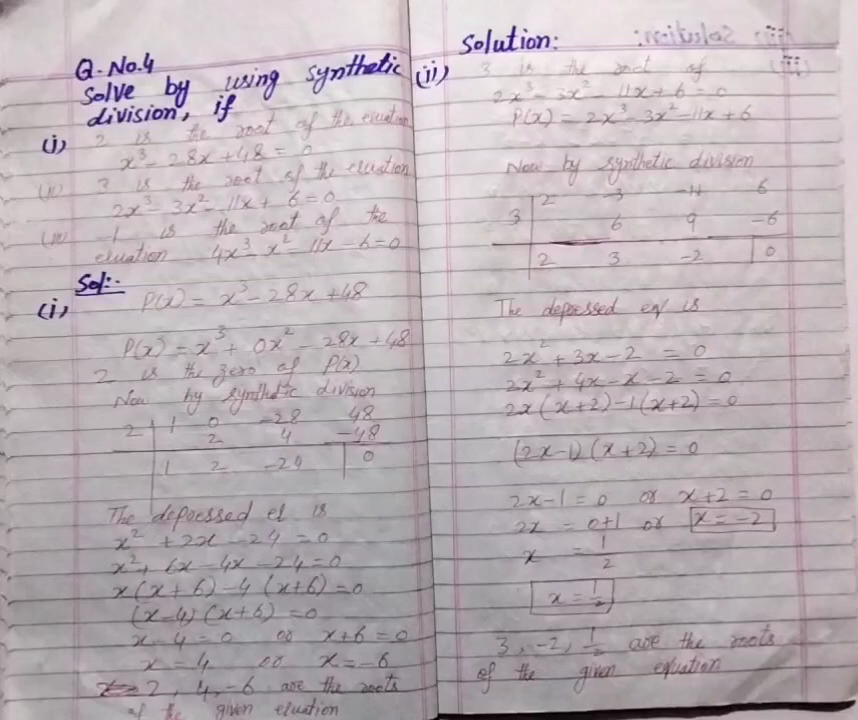 Q. No.4
Solve by using synthetic
division, if
(i) 2 is the root of the eluation
x³ - 28x + 48 = 0
(ii) 3 is the root of the eluation
2x³ - 3x² - 11x + 6 = 0
(iii) -1 is the root of the
eluation 4x³ - x² - 11x - 6 = 0
Sol:-
(i) P(x) = x³ - 28x + 48
P(x) = x³ + 0x² - 28x + 48
2 is the zero of P(x)
Now by synthetic division
2 | 1 0 -28 48
2 4 -48
1 2 -24 | 0
The depressed el is
x² + 2x - 24 = 0
x² + 6x - 4x - 24 = 0
x(x+6) - 4(x+6) = 0
(x-4)(x+6) = 0
x - 4 = 0 or x+6 = 0
x = 4 or x = -6
2, 4, -6 are the roots
of the given eluation
Solution:
(ii) 3 is the root of
2x³ - 3x² - 11x + 6 = 0
P(x) = 2x³ - 3x² - 11x + 6
Now by synthetic division
3 | 2 -3 -11 6
6 9 -6
2 3 -2 | 0
The depressed eq/ is
2x² + 3x - 2 = 0
2x² + 4x - x - 2 = 0
2x(x+2) - 1(x+2) = 0
(2x-1)(x+2) = 0
2x - 1 = 0 or x + 2 = 0
2x = 0+1 or x = -2
x = 1/2
x = 1/2
3, -2, 1/2 are the roots
of the given equation